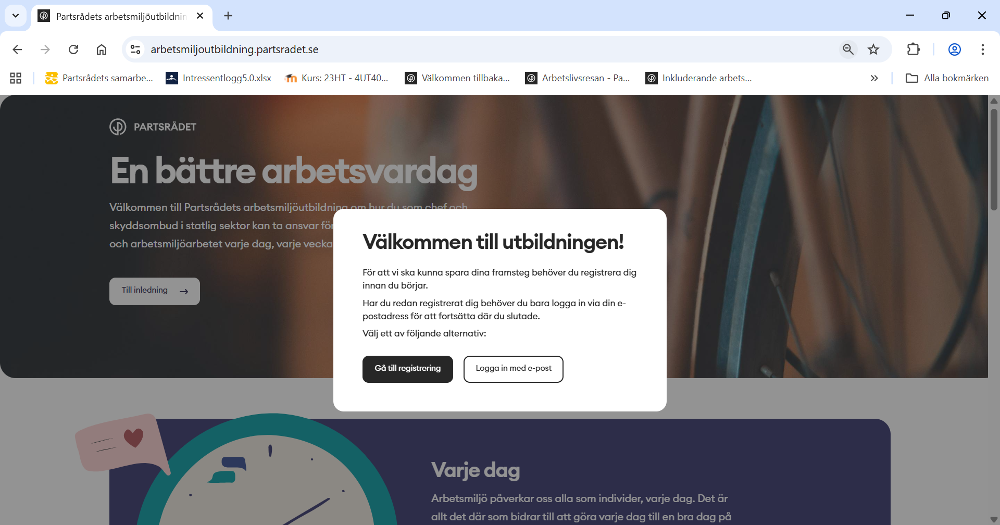 Partsrådets arbetsmiljöutbildnin
arbetsmiljoutbildning.partsradet.se
Partsrådets samarbe...
Intressentlogg5.0.xlsx
Kurs: 23HT - 4UT40...
Välkommen tillbaka...
Arbetslivsresan - Pa...
Inkluderande arbets...
Alla bokmärken
PARTSRÅDET
En bättre arbetsvardag
Välkommen till Partsrådets arbetsmiljöutbildning om hur du som chef och
skyddsombud i statlig sektor kan ta ansvar för
och arbetsmiljöarbetet varje dag, varje vecka
Till inledning
Välkommen till utbildningen!
För att vi ska kunna spara dina framsteg behöver du registrera dig
innan du börjar.
Har du redan registrerat dig behöver du bara logga in via din e-
postadress för att fortsätta där du slutade.
Välj ett av följande alternativ:
Gå till registrering
Logga in med e-post
Varje dag
Arbetsmiljö påverkar oss alla som individer, varje dag. Det är
allt det där som bidrar till att göra varje dag till en bra dag på